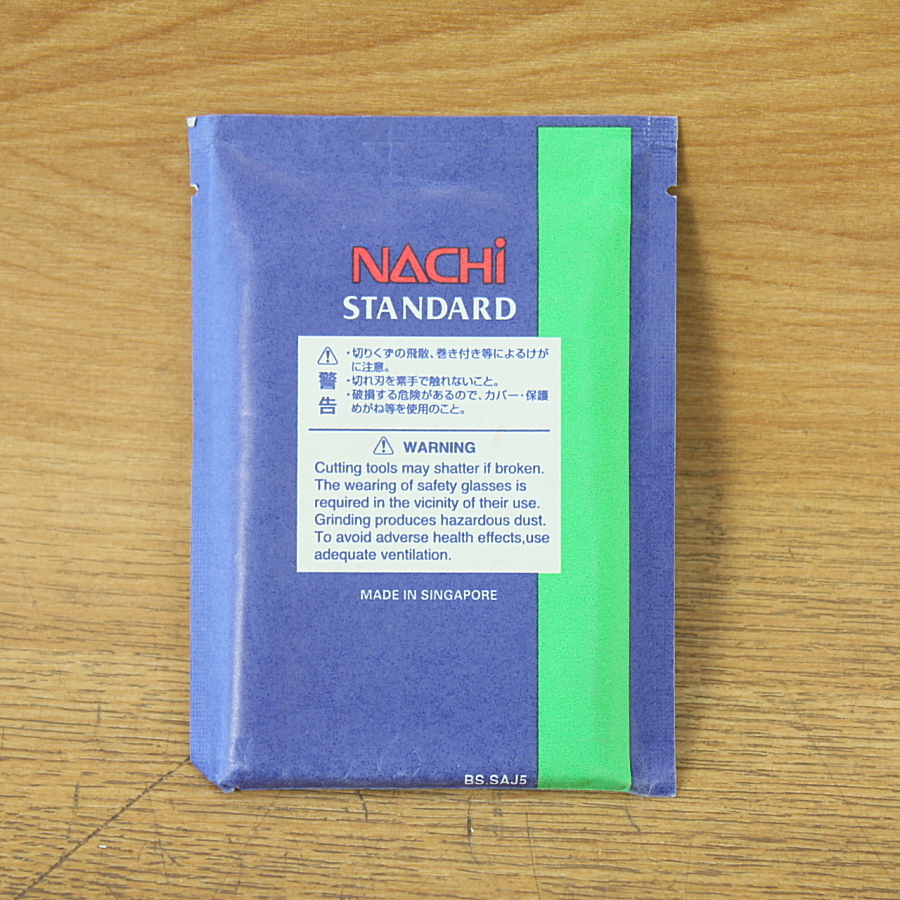 NACHi
STANDARD
⚠ ・切りくずの飛散、巻き付き等によるけが
に注意。
警告
・切れ刃を素手で触れないこと。
・破損する危険があるので、カバー・保護
めがね等を使用のこと。
⚠ WARNING
Cutting tools may shatter if broken.
The wearing of safety glasses is
required in the vicinity of their use.
Grinding produces hazardous dust.
To avoid adverse health effects,use
adequate ventilation.
MADE IN SINGAPORE
BS.SAJ5